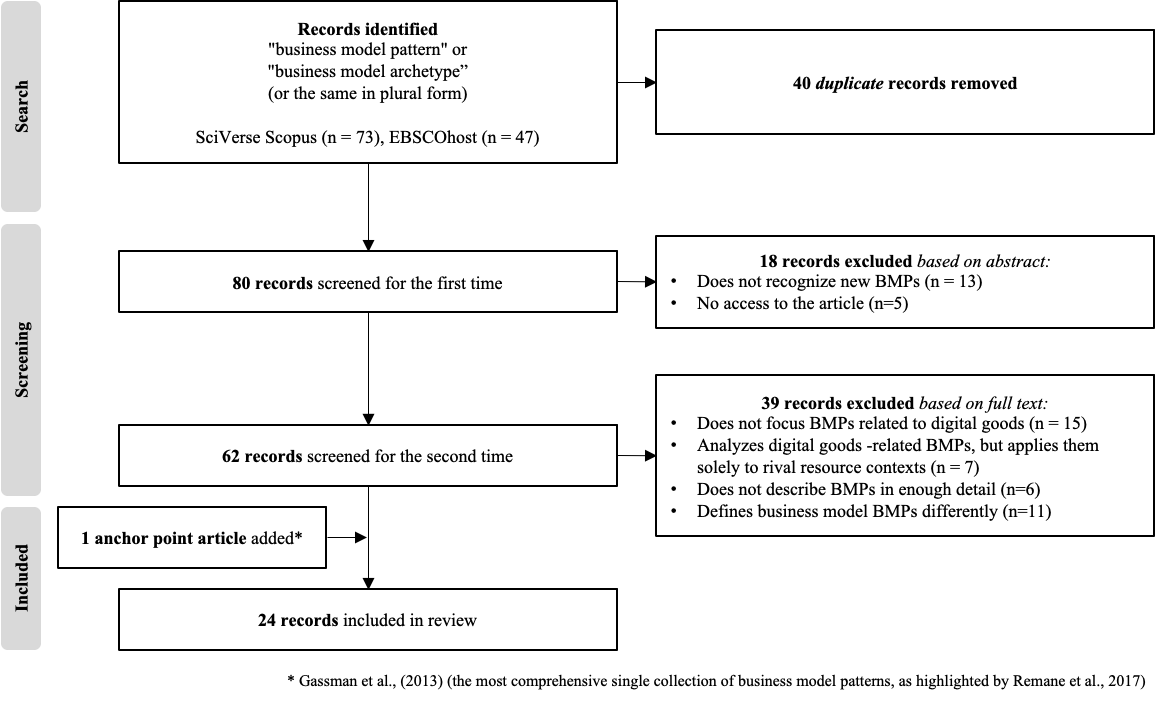 Search
Records identified
"business model pattern" or
"business model archetype”
(or the same in plural form)
SciVerse Scopus (n = 73), EBSCOhost (n = 47)
40 duplicate records removed
Screening
80 records screened for the first time
18 records excluded based on abstract:
• Does not recognize new BMPs (n = 13)
• No access to the article (n=5)
62 records screened for the second time
39 records excluded based on full text:
• Does not focus BMPs related to digital goods (n = 15)
• Analyzes digital goods -related BMPs, but applies them
solely to rival resource contexts (n = 7)
• Does not describe BMPs in enough detail (n=6)
• Defines business model BMPs differently (n=11)
Included
1 anchor point article added*
24 records included in review
* Gassman et al., (2013) (the most comprehensive single collection of business model patterns, as highlighted by Remane et al., 2017)